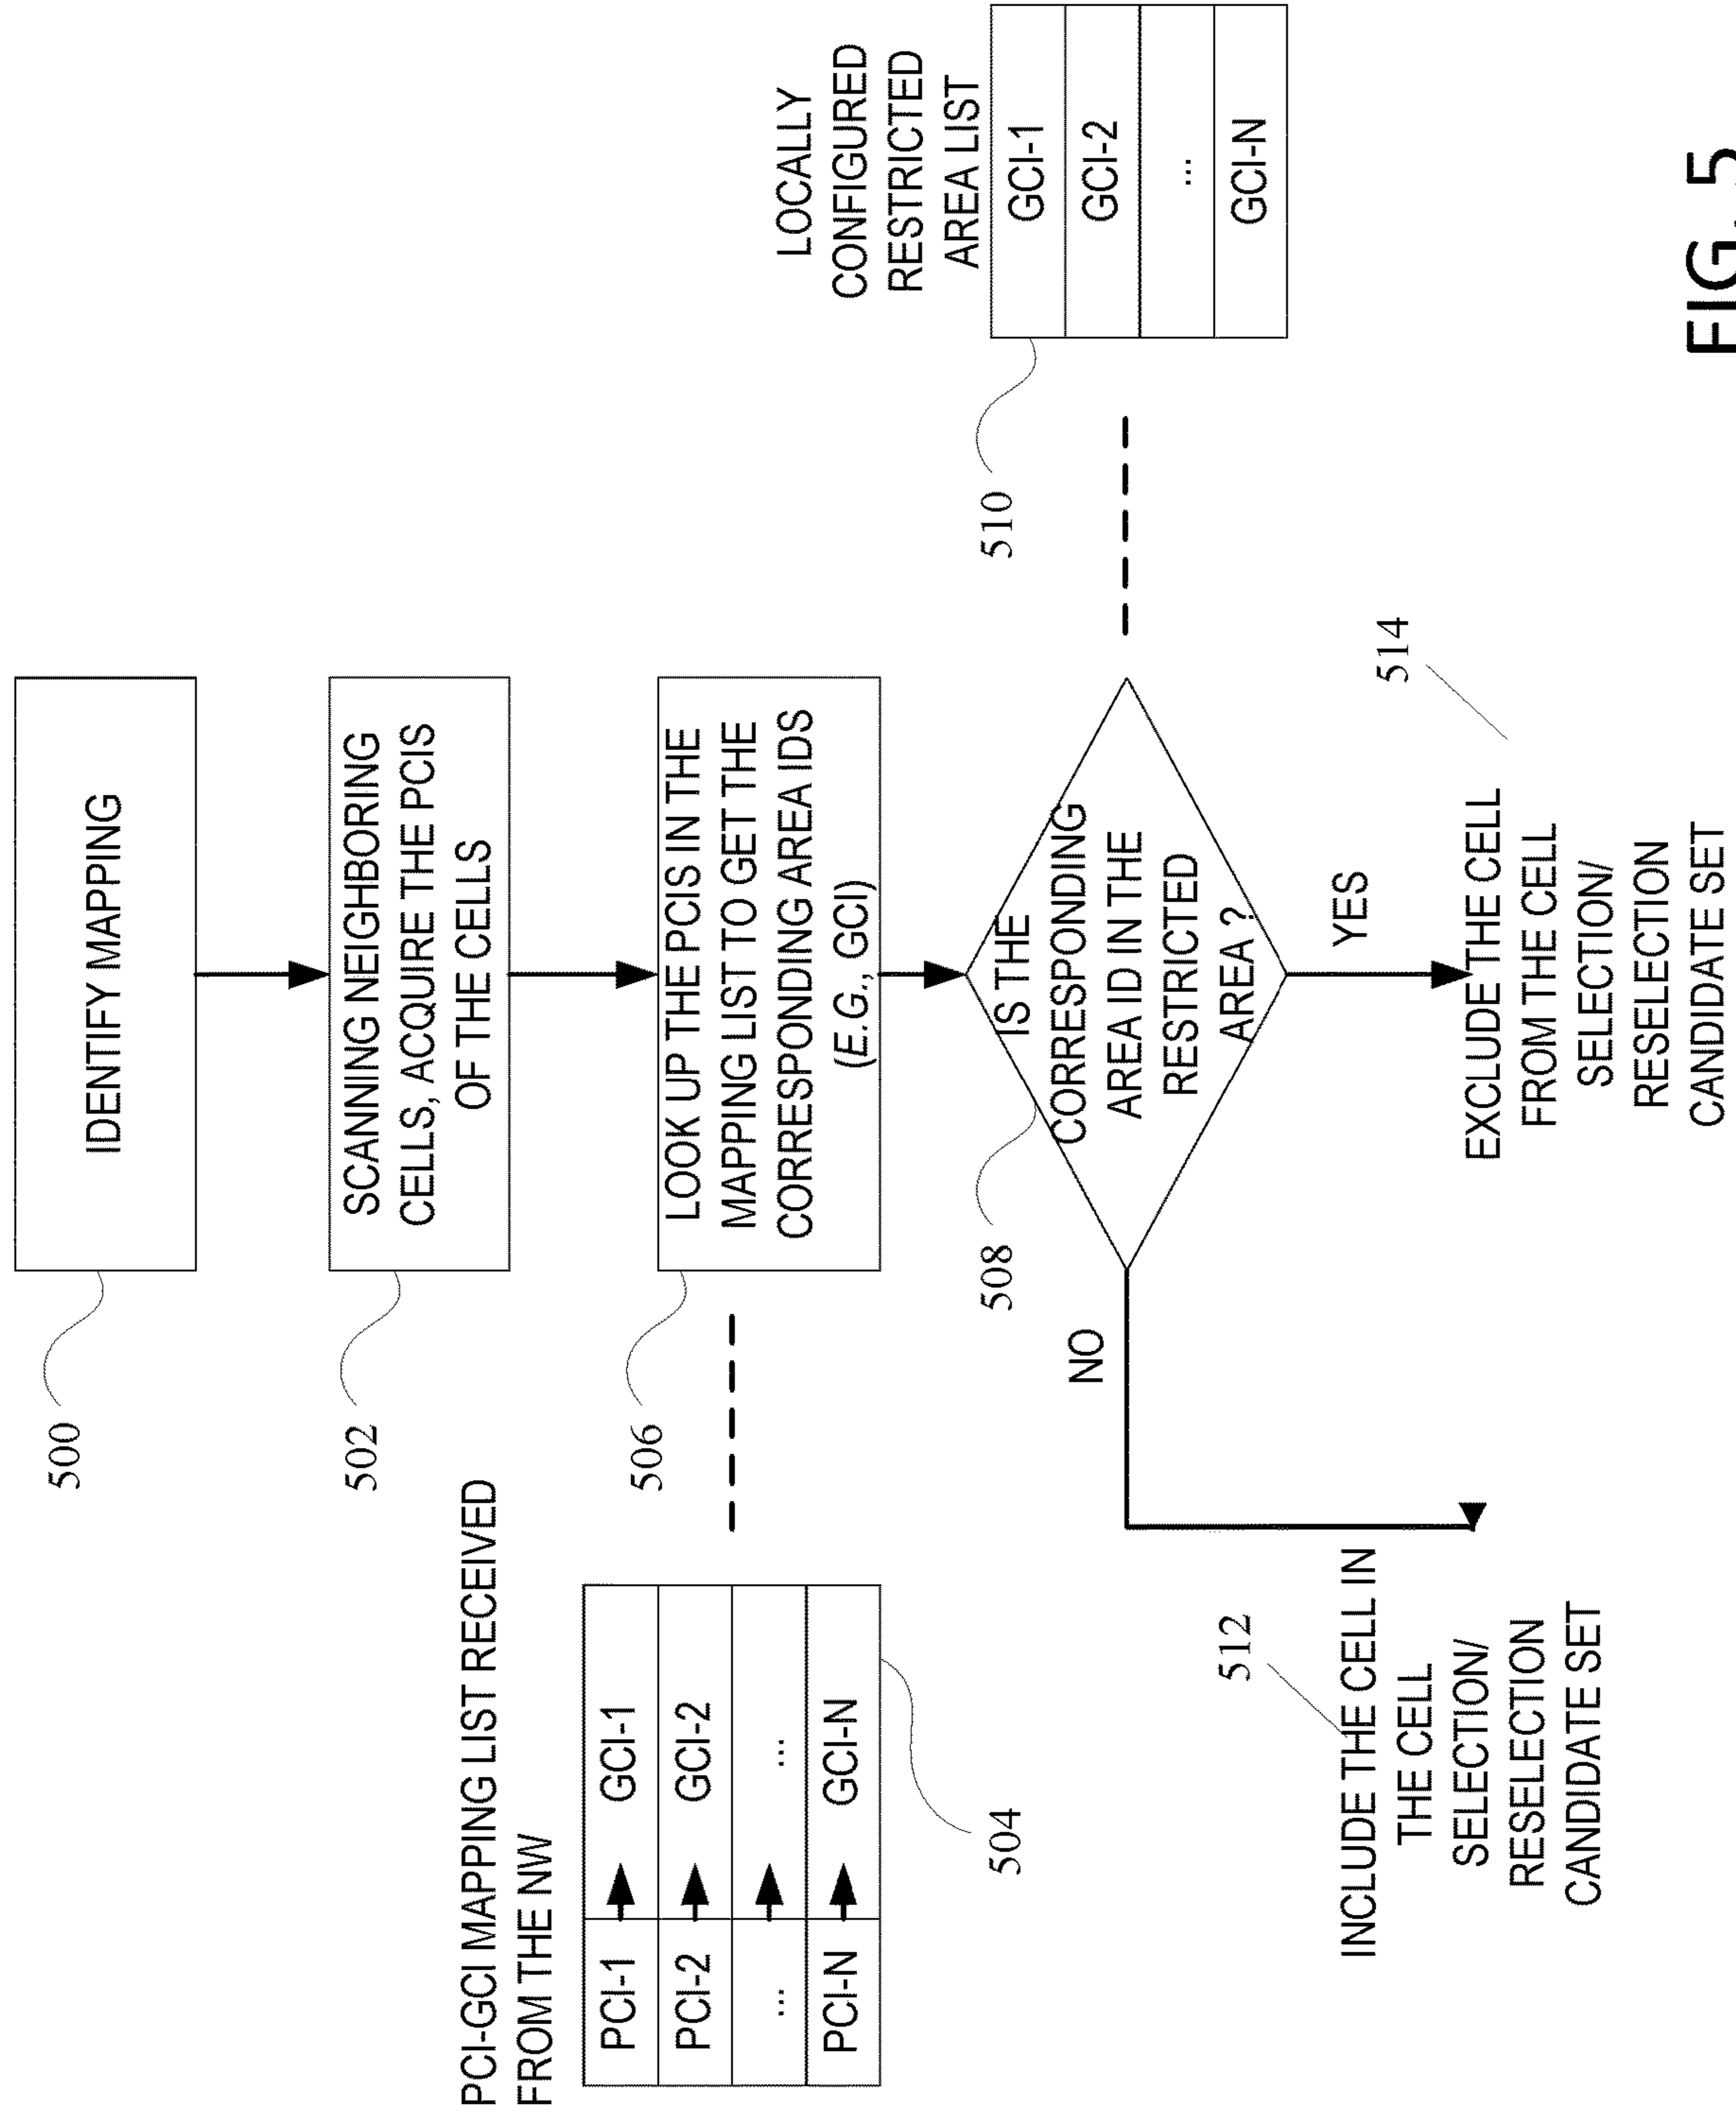 500
IDENTIFY MAPPING
502
SCANNING NEIGHBORING
CELLS, ACQUIRE THE PCIS
OF THE CELLS
PCI-GCI MAPPING LIST RECEIVED
FROM THE NW
PCI-1 GCI-1
PCI-2 GCI-2
... ...
PCI-N GCI-N
504
506
LOOK UP THE PCIS IN THE
MAPPING LIST TO GET THE
CORRESPONDING AREA IDS
(E.G., GCI)
508
IS THE
CORRESPONDING
AREA ID IN THE
RESTRICTED
AREA ?
LOCALLY
CONFIGURED
RESTRICTED
AREA LIST
GCI-1
GCI-2
...
GCI-N
510
NO
YES
512
INCLUDE THE CELL IN
THE CELL
SELECTION/
RESELECTION
CANDIDATE SET
514
EXCLUDE THE CELL
FROM THE CELL
SELECTION/
RESELECTION
CANDIDATE SET
FIG. 5